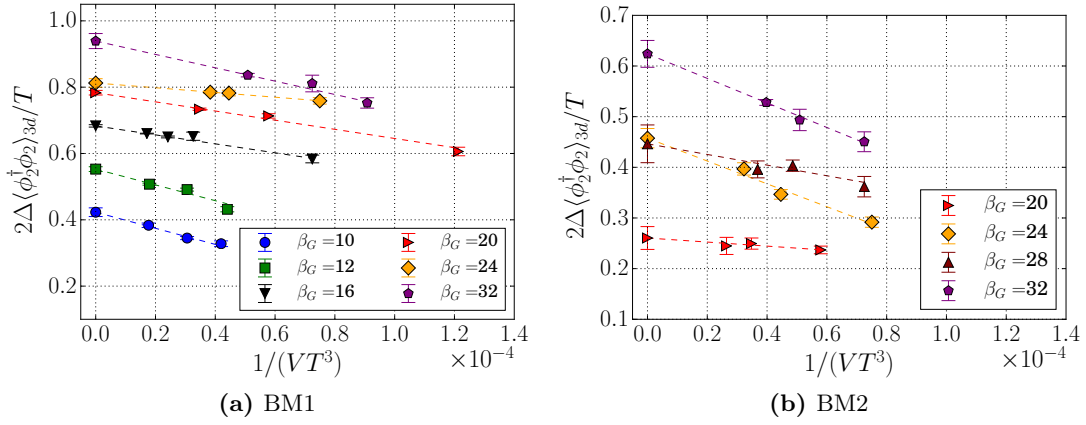 2Δ⟨φ₂†φ₂⟩3d/T
1.0
0.8
0.6
0.4
0.2
0.0 0.2 0.4 0.6 0.8 1.0 1.2 1.4
×10⁻⁴
1/(VT³)
β_G =10
β_G =12
β_G =16
β_G =20
β_G =24
β_G =32
(a) BM1
2Δ⟨φ₂†φ₂⟩3d/T
0.7
0.6
0.5
0.4
0.3
0.2
0.1
0.0 0.2 0.4 0.6 0.8 1.0 1.2 1.4
×10⁻⁴
1/(VT³)
β_G =20
β_G =24
β_G =28
β_G =32
(b) BM2